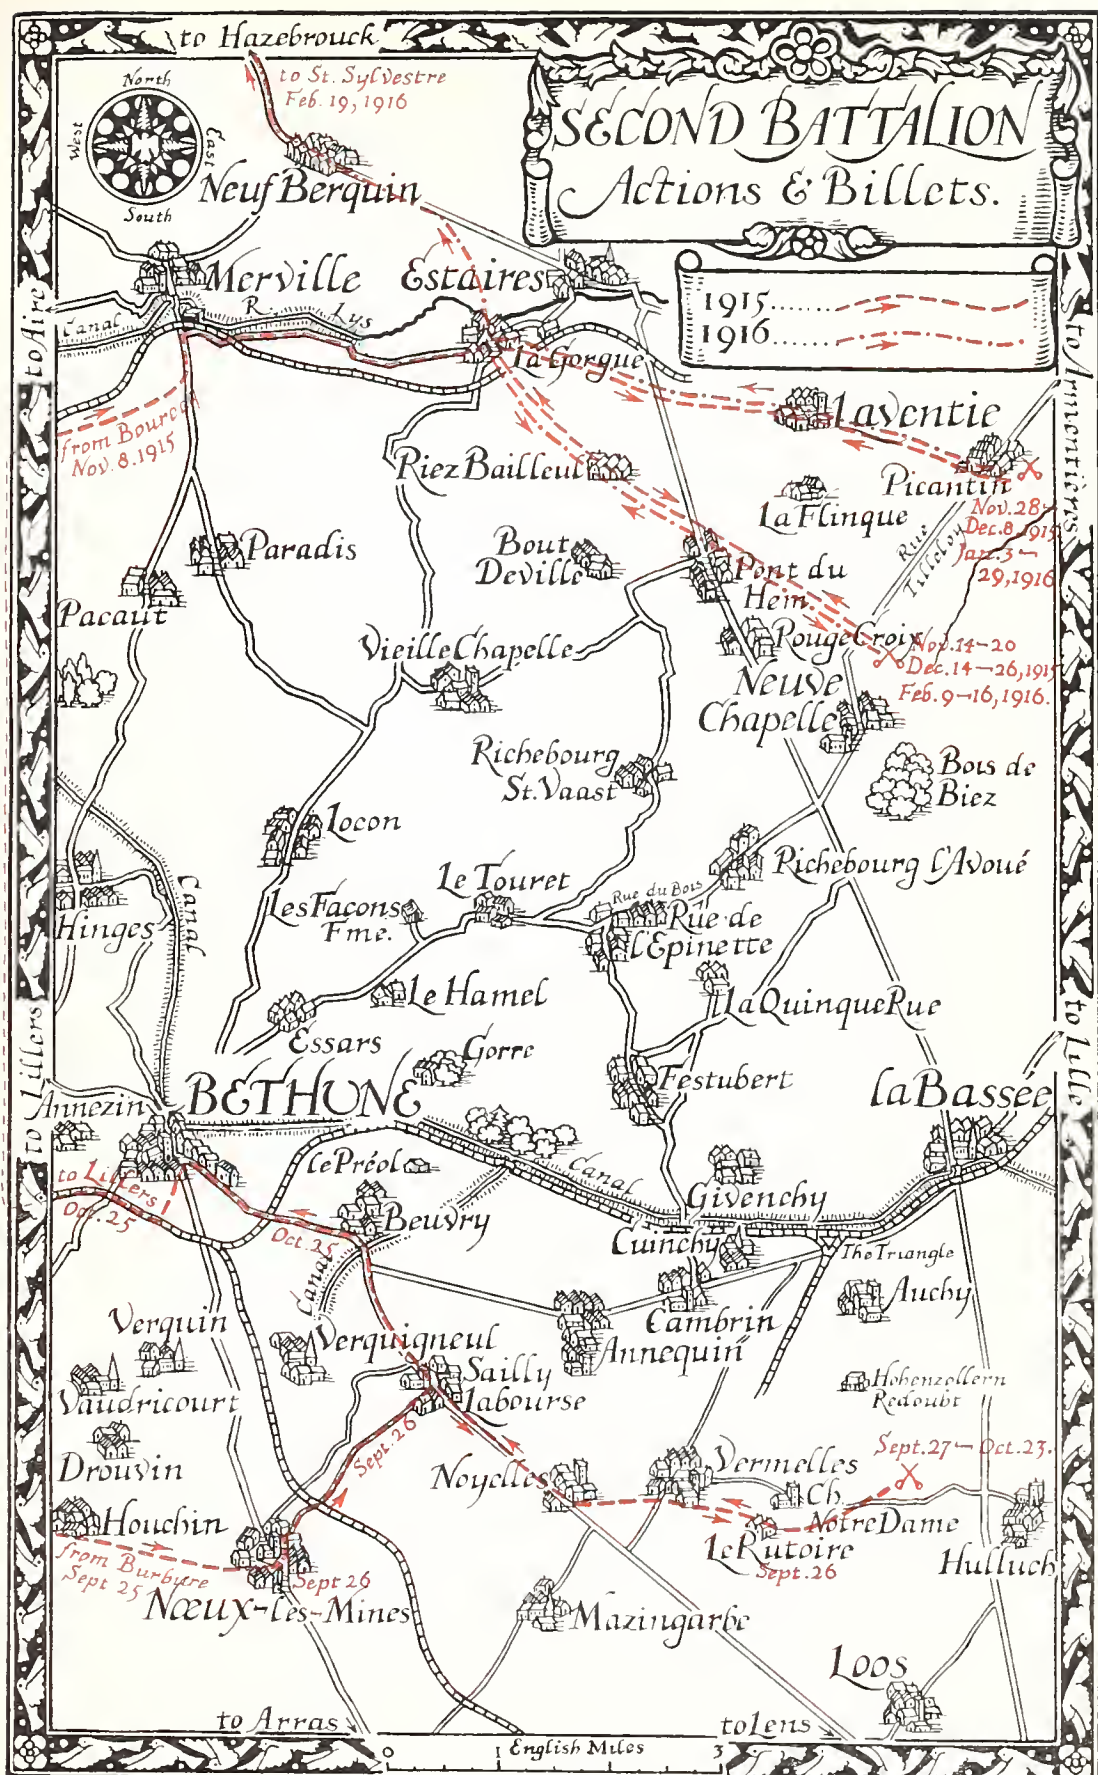 to Hazebrouck
to St. Sylvestre
Feb. 19, 1916
North
West
East
South
SECOND BATTALION
Actions & Billets.
1915
1916
Neuf Berquin
Merville
Estaires
to Aire
Canal
R. Lys
La Gorgue
to Armentières
from Bourecq
Nov. 8. 1915
Laventie
Riez Bailleul
Picantin
La Flinque
Nov. 28–
Dec. 8, 1915
Jan. 3–
29, 1916
Rue
Tilleloy
Paradis
Bout
Deville
Pont du
Hem
Pacaut
Vieille Chapelle
Rouge Croix
Nov. 14–20
Dec. 14–26, 1915
Feb. 9–16, 1916.
Neuve
Chapelle
Richebourg
St. Vaast
Bois de
Biez
Locon
Richebourg l'Avoué
Le Touret
Canal
Les Facons
Fme.
Rue du Bois
Rue de
l'Epinette
Hinges
Le Hamel
La Quinque Rue
Essars
Gorre
Festubert
to Lillers
to Lille
Annezin
BÉTHUNE
la Bassée
le Préol
Canal
to Lillers
Oct. 25
Givenchy
Beuvry
Oct. 25
Cuinchy
The Triangle
Canal
Cambrin
Auchy
Verquin
Verquigneul
Annequin
Sailly
Labourse
Hohenzollern
Redoubt
Vaudricourt
Sept. 26
Sept. 27 – Oct. 23.
Drouvin
Noyelles
Vermelles
Ch.
Notre Dame
Houchin
Le Rutoire
Sept. 26
Hulluch
from Burbure
Sept 25
Sept 26
Nœux-les-Mines
Mazingarbe
Loos
to Arras
to Lens
0 1 English Miles 3